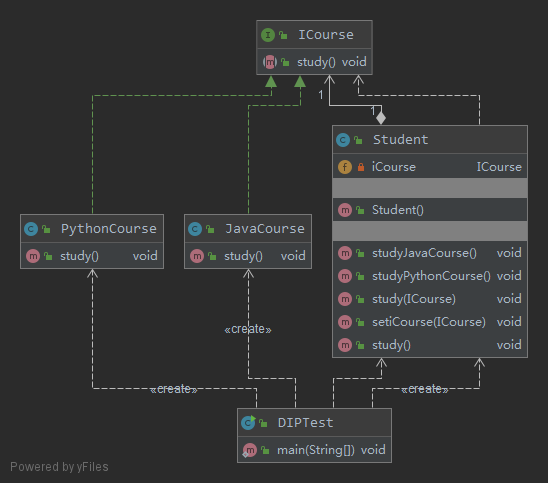 I ICourse
m study() void
1
1
C Student
f iCourse ICourse
m Student()
m studyJavaCourse() void
m studyPythonCourse() void
m study(ICourse) void
m setiCourse(ICourse) void
m study() void
C PythonCourse
m study() void
C JavaCourse
m study() void
«create»
«create»
«create»
C DIPTest
m main(String[]) void
Powered by yFiles